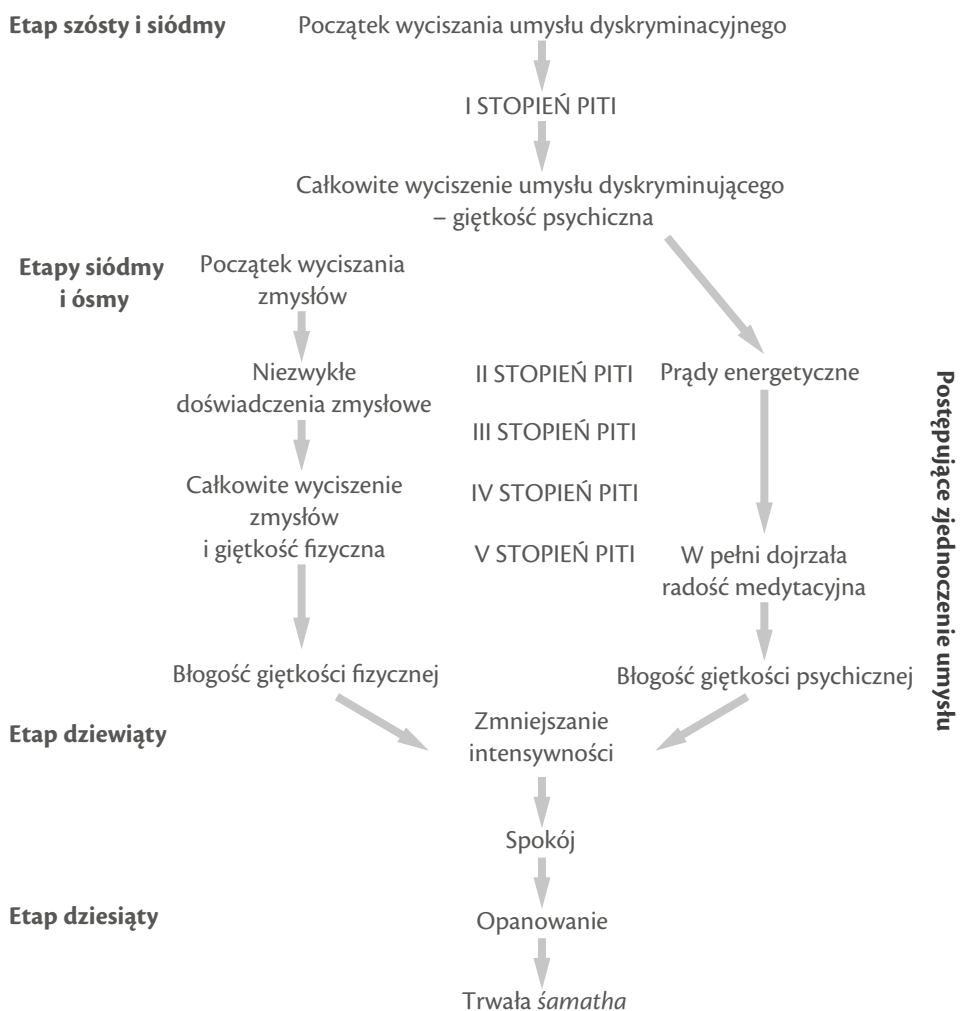 Etap szósty i siódmy
Początek wyciszania umysłu dyskryminacyjnego
I STOPIEŃ PITI
Całkowite wyciszenie umysłu dyskryminującego
– giętkość psychiczna
Etapy siódmy
i ósmy
Początek wyciszania
zmysłów
Niezwykłe
doświadczenia zmysłowe
II STOPIEŃ PITI
Prądy energetyczne
III STOPIEŃ PITI
Całkowite wyciszenie
zmysłów
i giętkość fizyczna
IV STOPIEŃ PITI
V STOPIEŃ PITI
W pełni dojrzała
radość medytacyjna
Błogość giętkości fizycznej
Błogość giętkości psychicznej
Postępujące zjednoczenie umysłu
Etap dziewiąty
Zmniejszanie
intensywności
Spokój
Etap dziesiąty
Opanowanie
Trwała śamatha